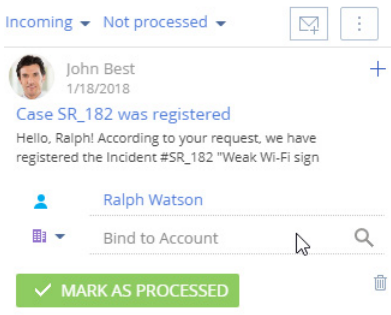 Incoming Not processed
John Best
1/18/2018
Case SR_182 was registered
Hello, Ralph! According to your request, we have
registered the Incident #SR_182 "Weak Wi-Fi sign
Ralph Watson
Bind to Account
MARK AS PROCESSED